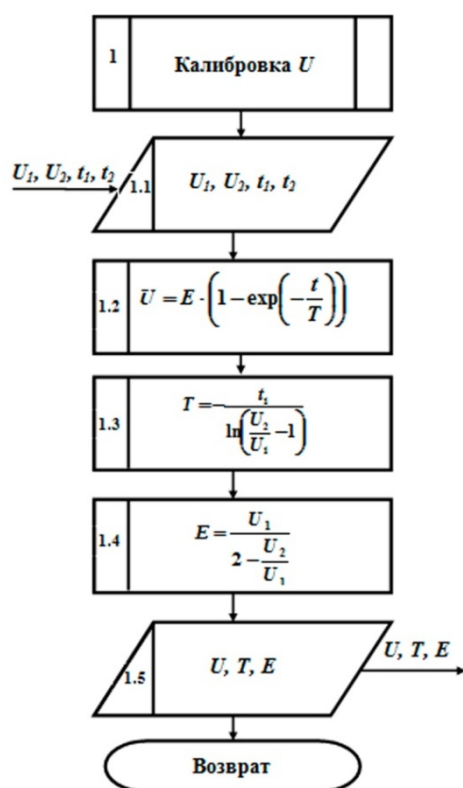 1 Калибровка U
U₁, U₂, t₁, t₂ 1.1 U₁, U₂, t₁, t₂
1.2 Ū = E · (1 − exp(−t/T))
1.3 T = − t₁ / ln(U₂/U₁ − 1)
1.4 E = U₁ / (2 − U₂/U₁)
1.5 U, T, E U, T, E
Возврат